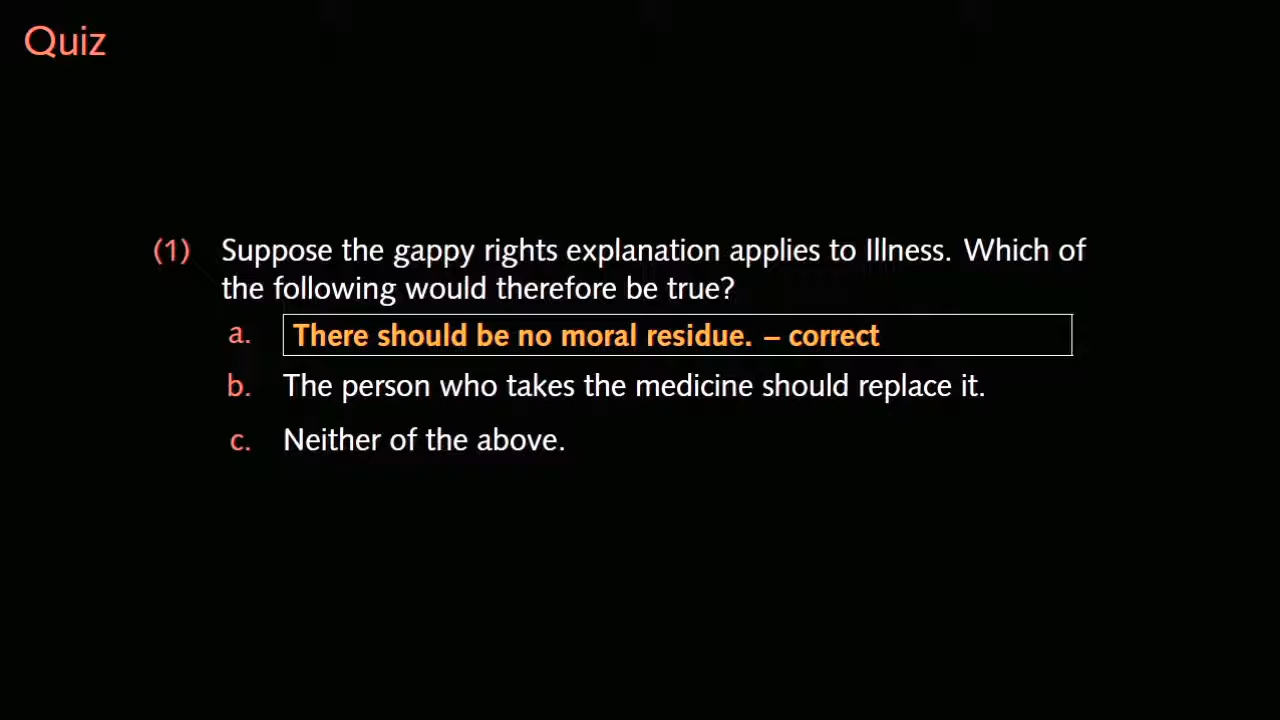 Quiz
(1) Suppose the gappy rights explanation applies to Illness. Which of
the following would therefore be true?
a. There should be no moral residue. – correct
b. The person who takes the medicine should replace it.
c. Neither of the above.